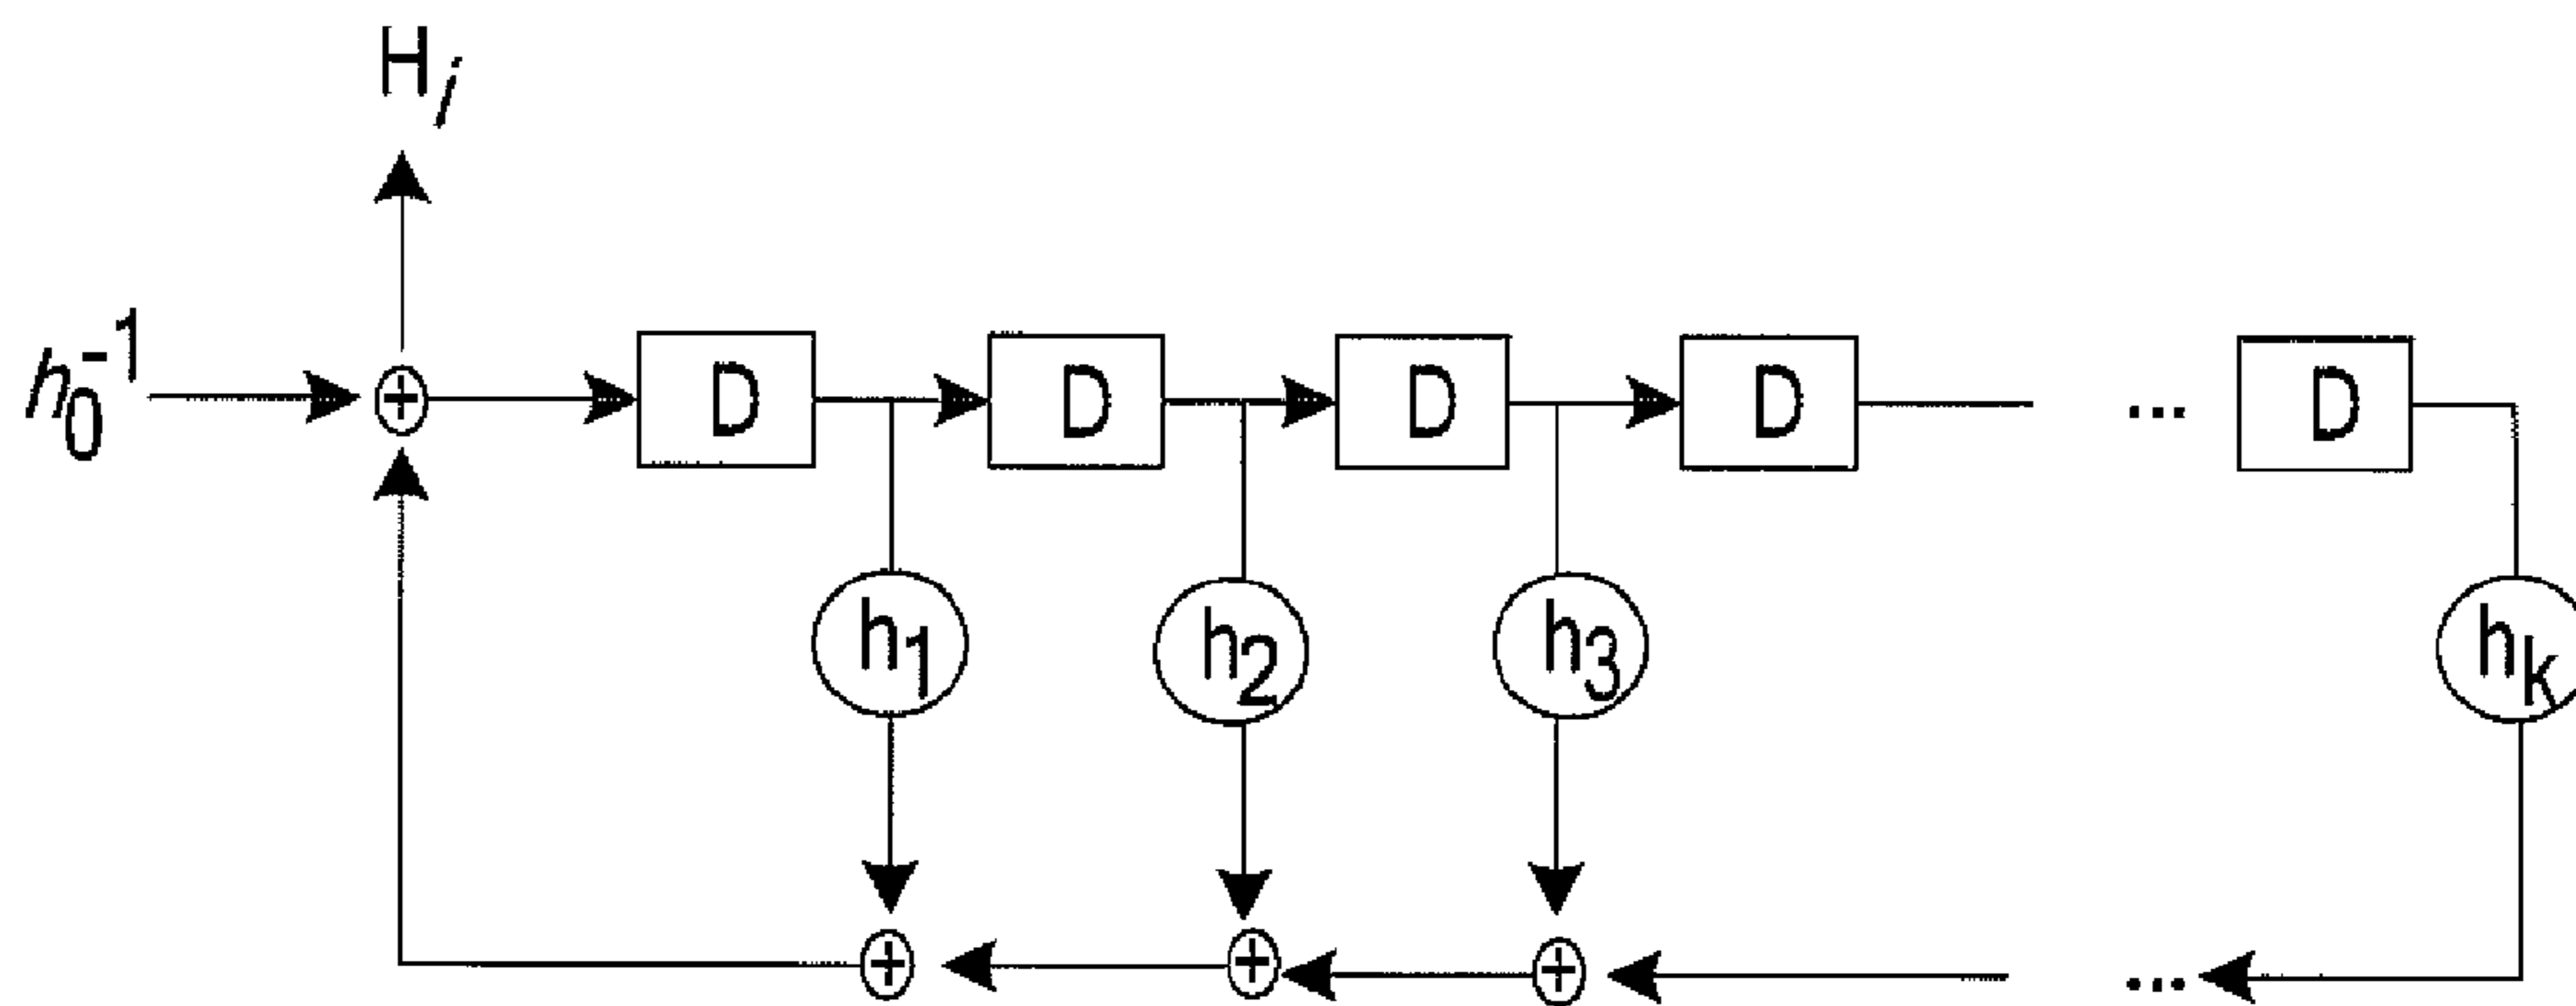 H_i
h_0^-1 + D D D D ... D
h_1 h_2 h_3 h_k
+ + + ...